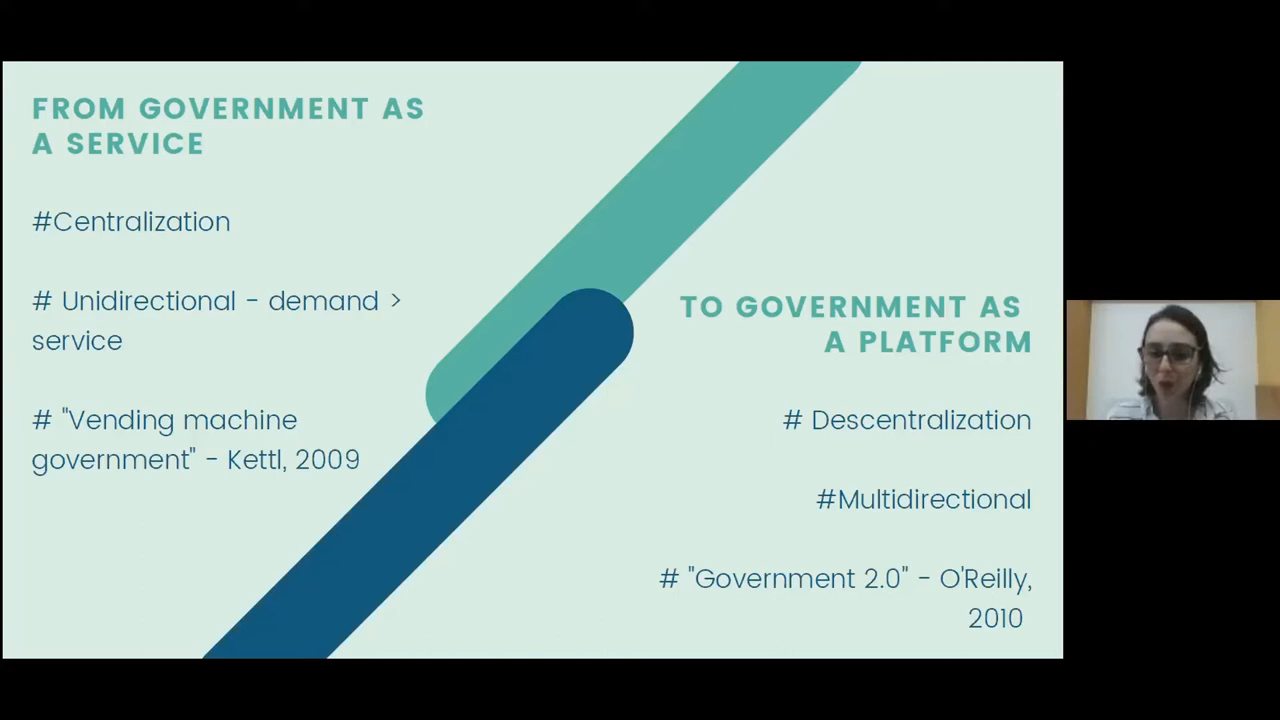 FROM GOVERNMENT AS
A SERVICE
#Centralization
# Unidirectional - demand >
service
# "Vending machine
government" - Kettl, 2009
TO GOVERNMENT AS
A PLATFORM
# Descentralization
#Multidirectional
# "Government 2.0" - O'Reilly,
2010